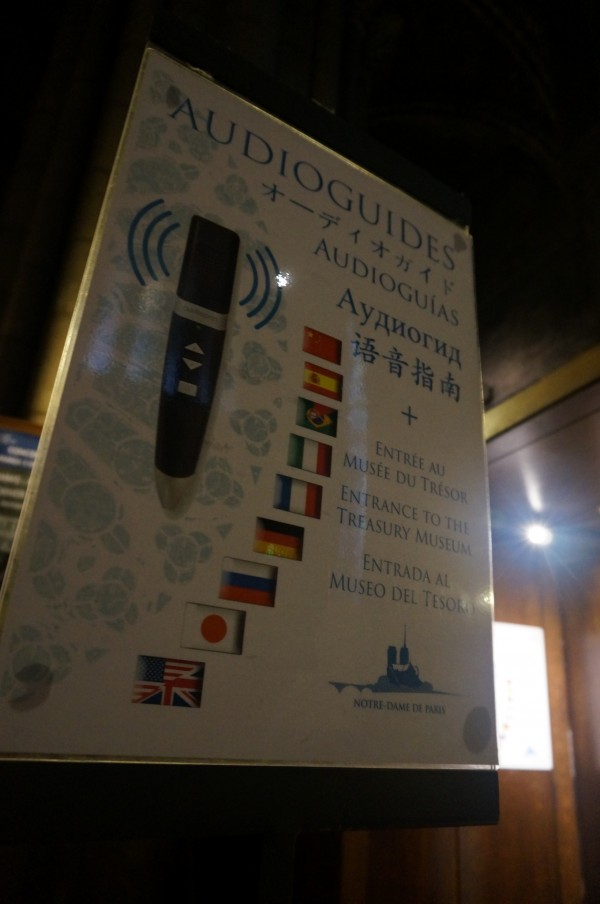 AUDIOGUIDES
オーディオガイド
AUDIOGUÍAS
Аудиогид
语音指南
+
ENTRÉE AU
MUSÉE DU TRÉSOR
ENTRANCE TO THE
TREASURY MUSEUM
ENTRADA AL
MUSEO DEL TESORO
NOTRE-DAME DE PARIS